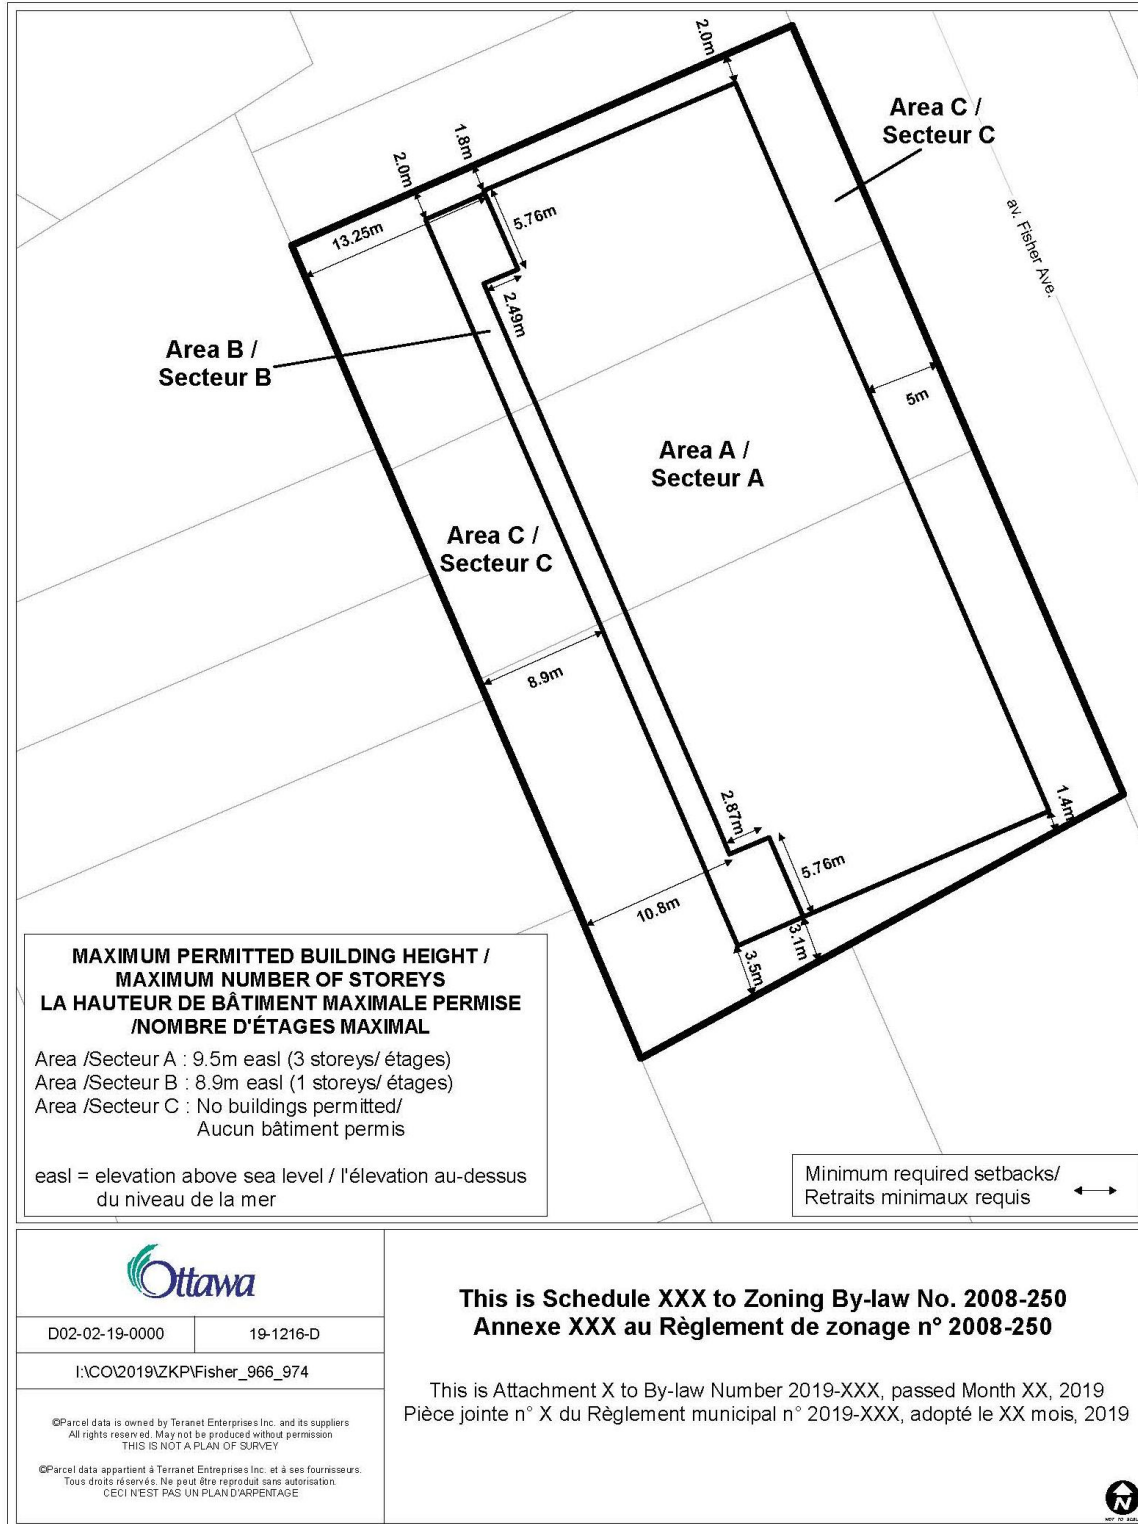 2.0m
Area C /
Secteur C
1.8m
2.0m
5.76m
13.25m
av. Fisher Ave.
2.49m
Area B /
Secteur B
5m
Area A /
Secteur A
Area C /
Secteur C
8.9m
2.87m
1.4m
5.76m
10.8m
3.1m
3.5m
MAXIMUM PERMITTED BUILDING HEIGHT /
MAXIMUM NUMBER OF STOREYS
LA HAUTEUR DE BÂTIMENT MAXIMALE PERMISE
/NOMBRE D'ÉTAGES MAXIMAL
Area /Secteur A : 9.5m easl (3 storeys/ étages)
Area /Secteur B : 8.9m easl (1 storeys/ étages)
Area /Secteur C : No buildings permitted/
Aucun bâtiment permis
easl = elevation above sea level / l'élévation au-dessus
du niveau de la mer
Minimum required setbacks/
Retraits minimaux requis
Ottawa
D02-02-19-0000
19-1216-D
I:\CO\2019\ZKP\Fisher_966_974
©Parcel data is owned by Teranet Enterprises Inc. and its suppliers
All rights reserved. May not be produced without permission
THIS IS NOT A PLAN OF SURVEY
©Parcel data appartient à Terranet Entreprises Inc. et à ses fournisseurs.
Tous droits réservés. Ne peut être reproduit sans autorisation.
CECI N'EST PAS UN PLAN D'ARPENTAGE
This is Schedule XXX to Zoning By-law No. 2008-250
Annexe XXX au Règlement de zonage n° 2008-250
This is Attachment X to By-law Number 2019-XXX, passed Month XX, 2019
Pièce jointe n° X du Règlement municipal n° 2019-XXX, adopté le XX mois, 2019
N